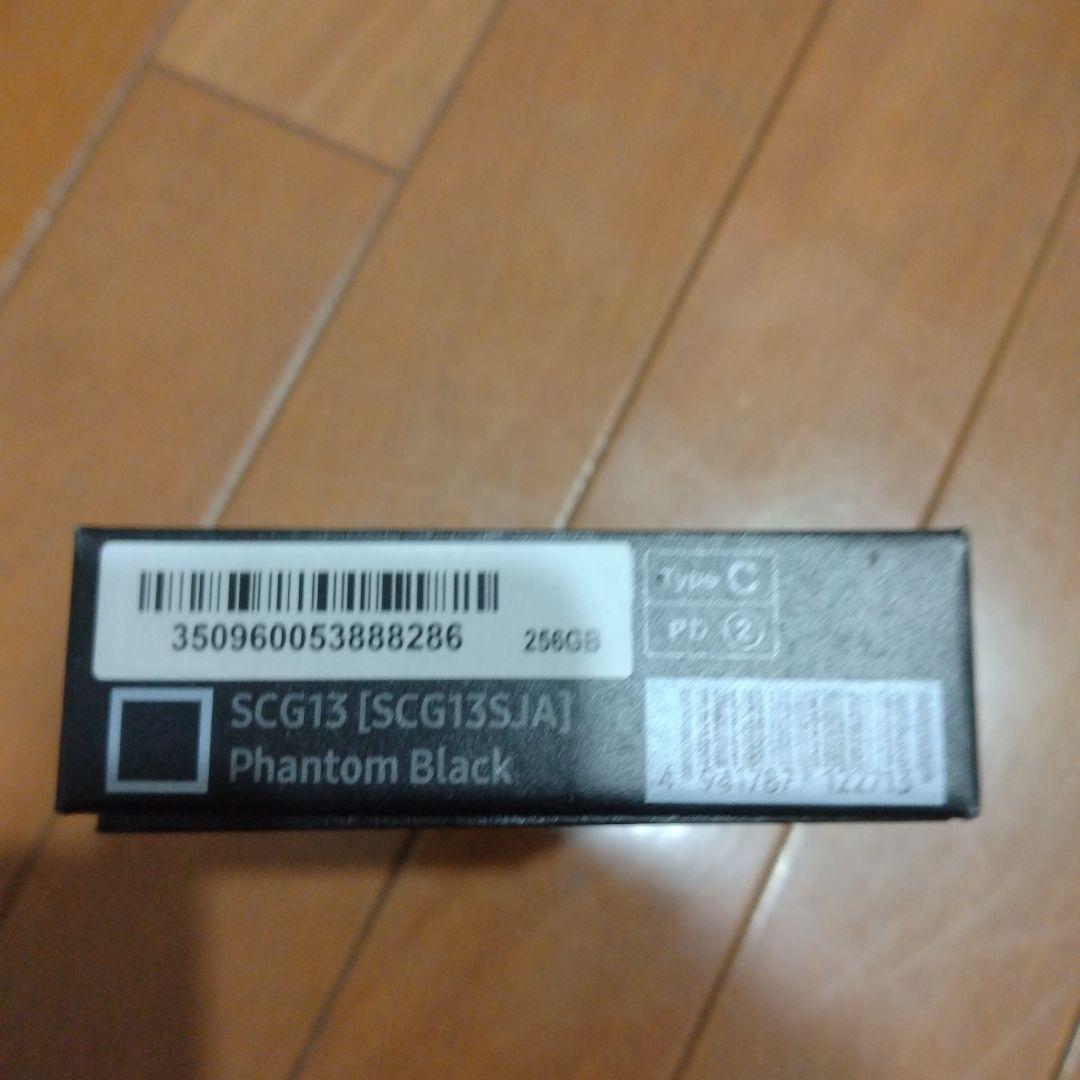 350960053888286
256GB
Type C
PD 2
SCG13 [SCG13SJA]
Phantom Black